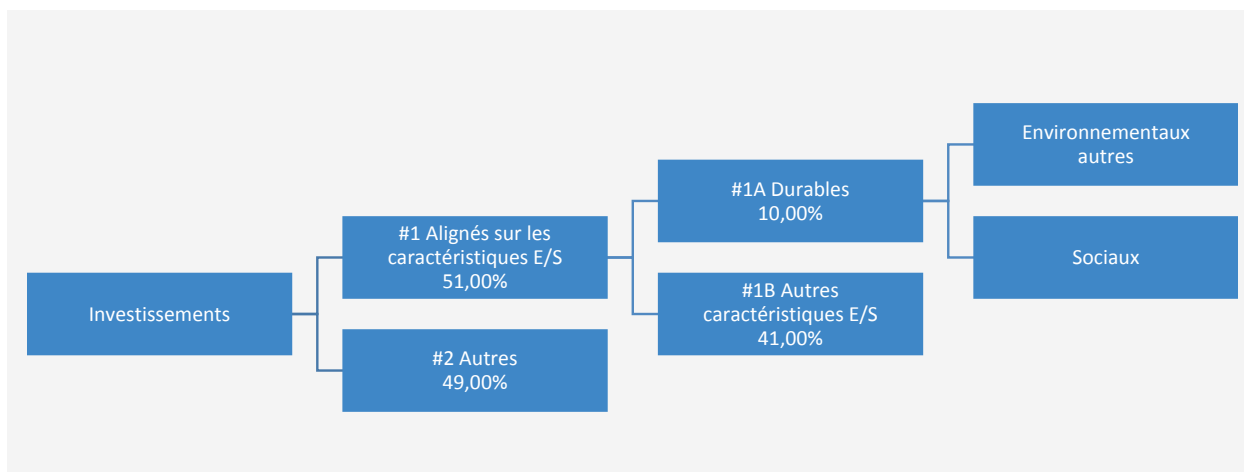 Investissements
#1 Alignés sur les
caractéristiques E/S
51,00%
#2 Autres
49,00%
#1A Durables
10,00%
#1B Autres
caractéristiques E/S
41,00%
Environnementaux
autres
Sociaux